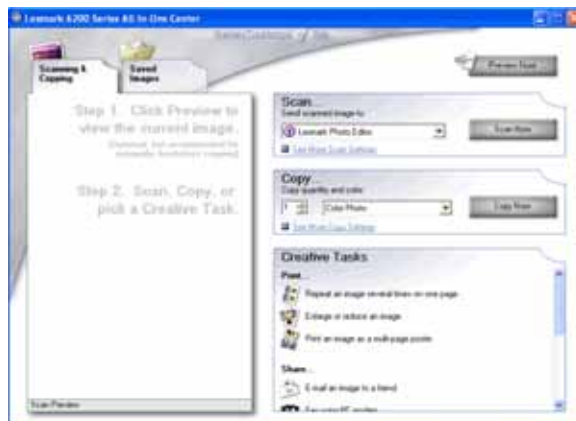 Lexmark 6200 Series All-In-One Center
Scanning & Copying
Saved Images
Preview Now
Step 1. Click Preview to
view the current image.
Step 2. Scan, Copy, or
pick a Creative Task.
Scan...
Send scanned image to:
Lexmark Photo Editor
Scan Now
See More Scan Settings
Copy...
Copy quantity and color:
1
Color Photo
Copy Now
See More Copy Settings
Creative Tasks
Print...
Repeat an image several times on one page
Enlarge or reduce an image
Print an image as a multi-page poster
Share...
E-mail an image to a friend
Fax using PC modem
Scan Preview